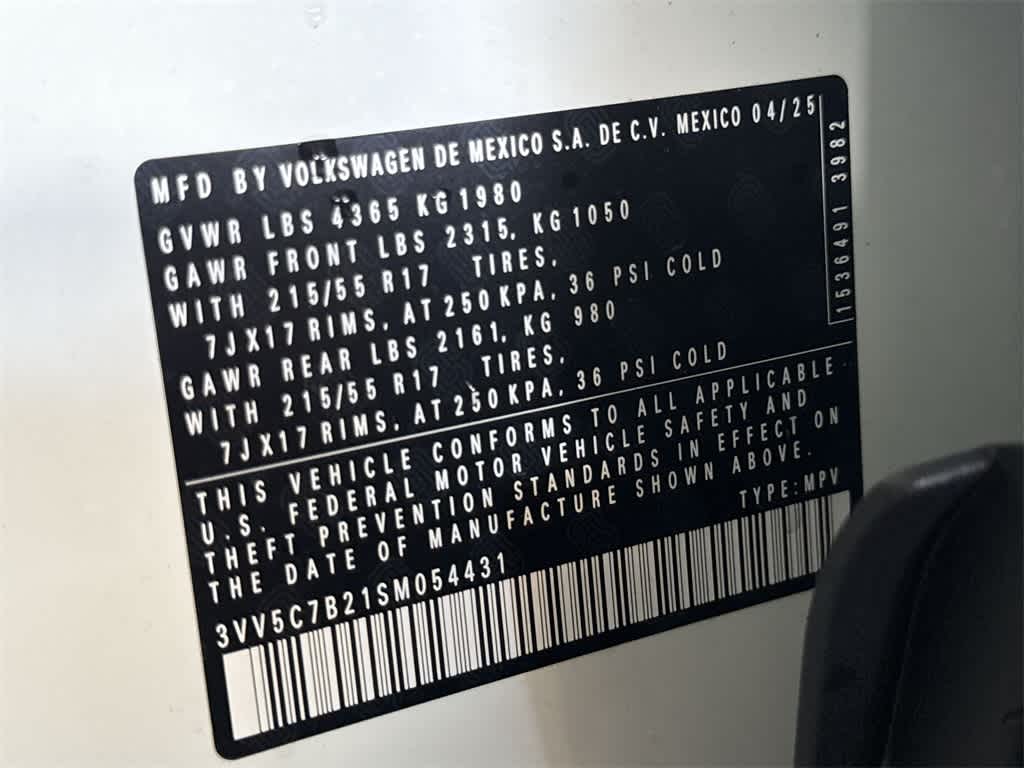 MFD BY VOLKSWAGEN DE MEXICO S.A. DE C.V. MEXICO 04/25
GVWR LBS 4365 KG 1980
GAWR FRONT LBS 2315, KG 1050
WITH 215/55 R17 TIRES,
7JX17 RIMS, AT 250 KPA, 36 PSI COLD
GAWR REAR LBS 2161, KG 980
WITH 215/55 R17 TIRES,
7JX17 RIMS, AT 250 KPA, 36 PSI COLD
1536491 3982
THIS VEHICLE CONFORMS TO ALL APPLICABLE
U.S. FEDERAL MOTOR VEHICLE SAFETY AND
THEFT PREVENTION STANDARDS IN EFFECT ON
THE DATE OF MANUFACTURE SHOWN ABOVE.
3VV5C7B21SM054431 TYPE:MPV